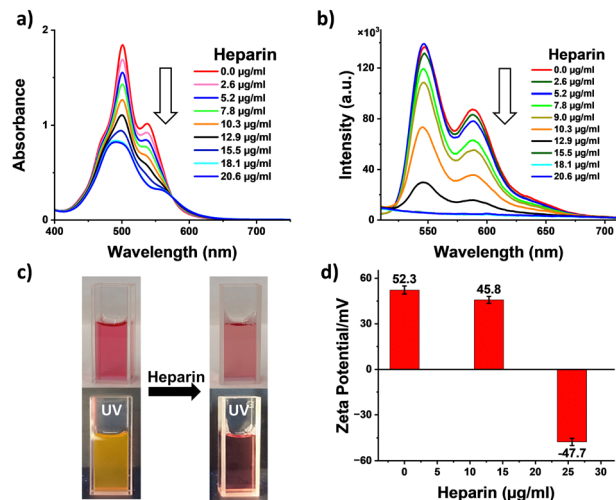 a)
Heparin
0.0 µg/ml
2.6 µg/ml
5.2 µg/ml
7.8 µg/ml
10.3 µg/ml
12.9 µg/ml
15.5 µg/ml
18.1 µg/ml
20.6 µg/ml
2
1
0
Absorbance
400 500 600 700
Wavelength (nm)
b)
×10³
Heparin
0.0 µg/ml
2.6 µg/ml
5.2 µg/ml
7.8 µg/ml
9.0 µg/ml
10.3 µg/ml
12.9 µg/ml
15.5 µg/ml
18.1 µg/ml
20.6 µg/ml
120
80
40
0
Intensity (a.u.)
550 600 650 700
Wavelength (nm)
c)
Heparin
UV
UV
d)
60
30
0
−30
−60
Zeta Potential/mV
52.3
45.8
-47.7
0 5 10 15 20 25 30
Heparin (µg/ml)